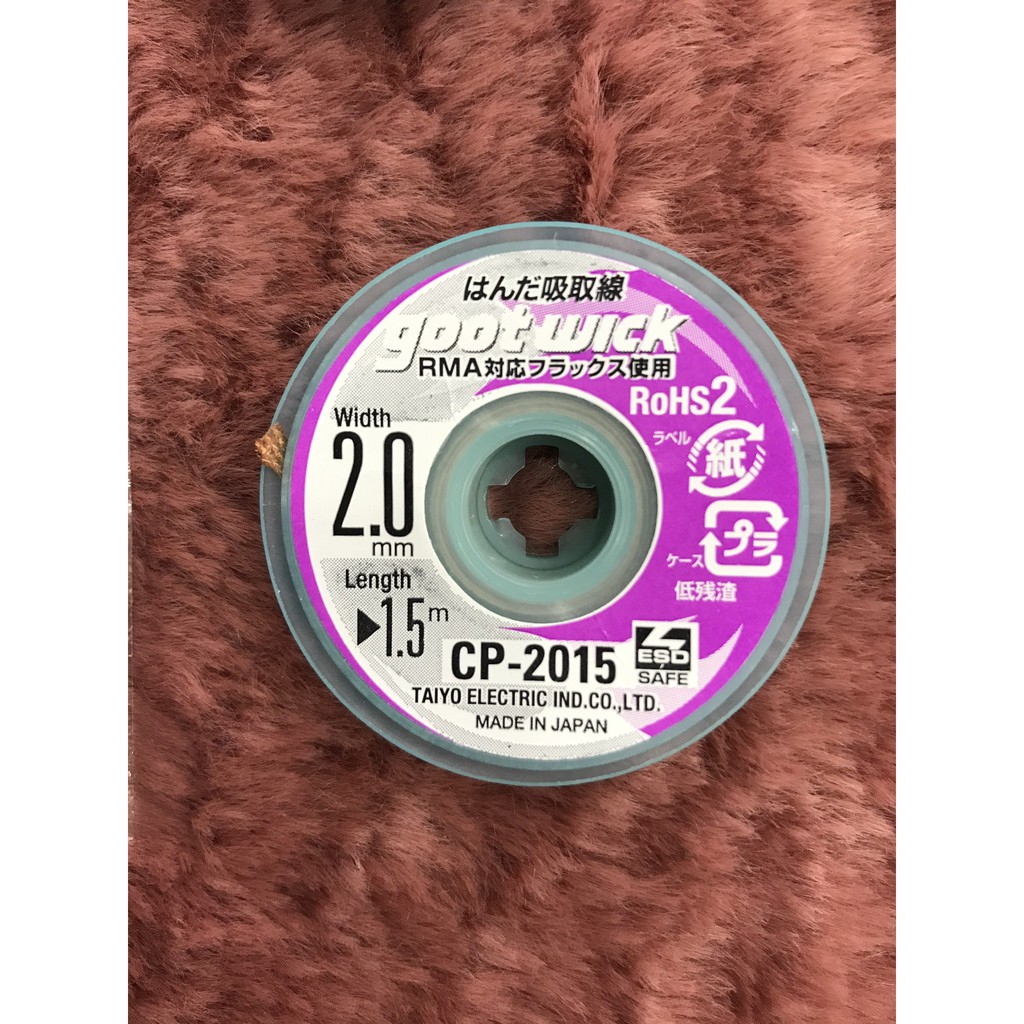 はんだ吸取線
goot wick
RMA対応フラックス使用
RoHS2
Width
2.0
mm
ラベル
紙
プラ
ケース
低残渣
Length
▶1.5m
CP-2015
ESD
SAFE
TAIYO ELECTRIC IND.CO.,LTD.
MADE IN JAPAN